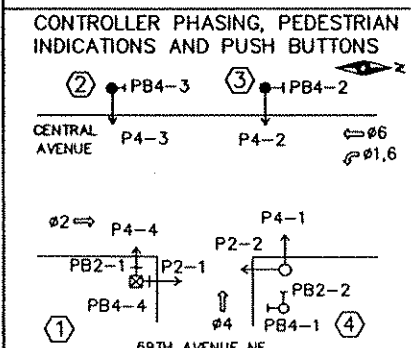 CONTROLLER PHASING, PEDESTRIAN
INDICATIONS AND PUSH BUTTONS
2 PB4-3 3 PB4-2 Z
CENTRAL
AVENUE
P4-3 P4-2 ø6
ø1,6
ø2 P4-4 P4-1
P2-2
PB2-1 P2-1
PB2-2
PB4-4
ø4 PB4-1
1 4
69TH AVENUE NE